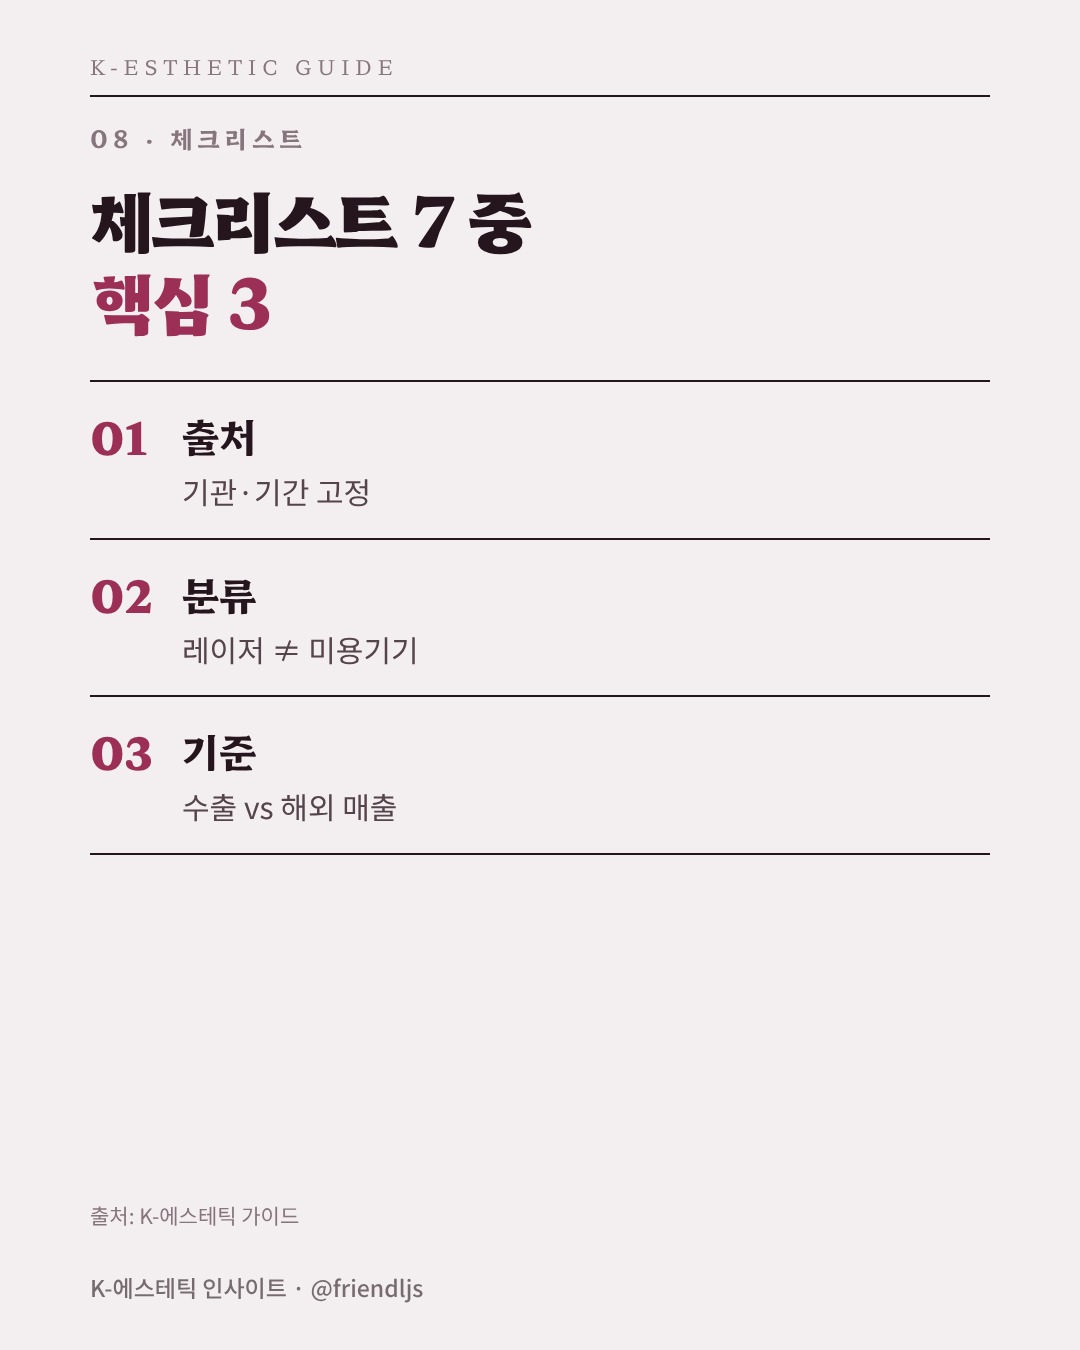 K-ESTHETIC GUIDE
08 · 체크리스트
체크리스트 7 중
핵심 3
01 출처
기관·기간 고정
02 분류
레이저 ≠ 미용기기
03 기준
수출 vs 해외 매출
출처: K-에스테틱 가이드
K-에스테틱 인사이트 · @friendljs